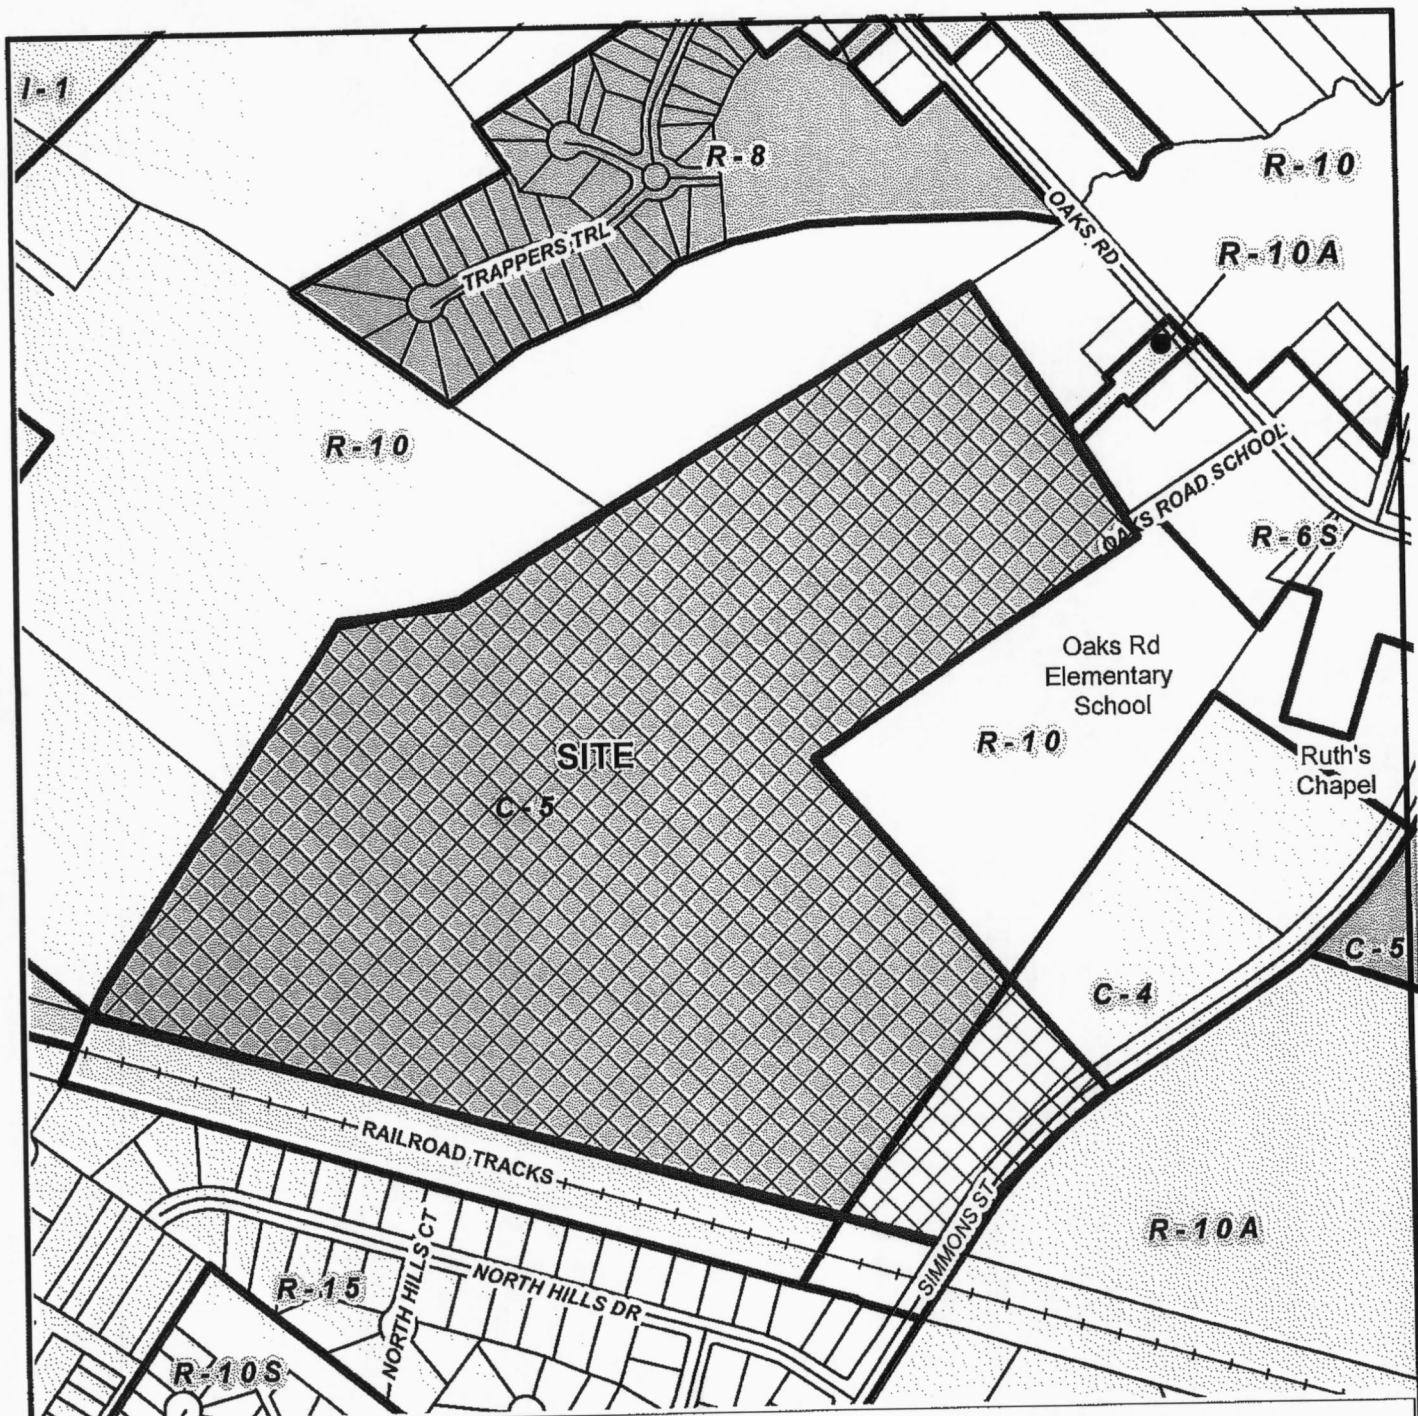 I-1
R-8
R-10
OAKS RD
R-10A
TRAPPERS TRL
R-10
OAKS ROAD SCHOOL
R-6S
Oaks Rd
Elementary
School
R-10
SITE
C-5
Ruth's
Chapel
C-5
C-4
RAILROAD TRACKS
SIMMONS ST
R-10A
NORTH HILLS CT
NORTH HILLS DR
R-15
R-10S